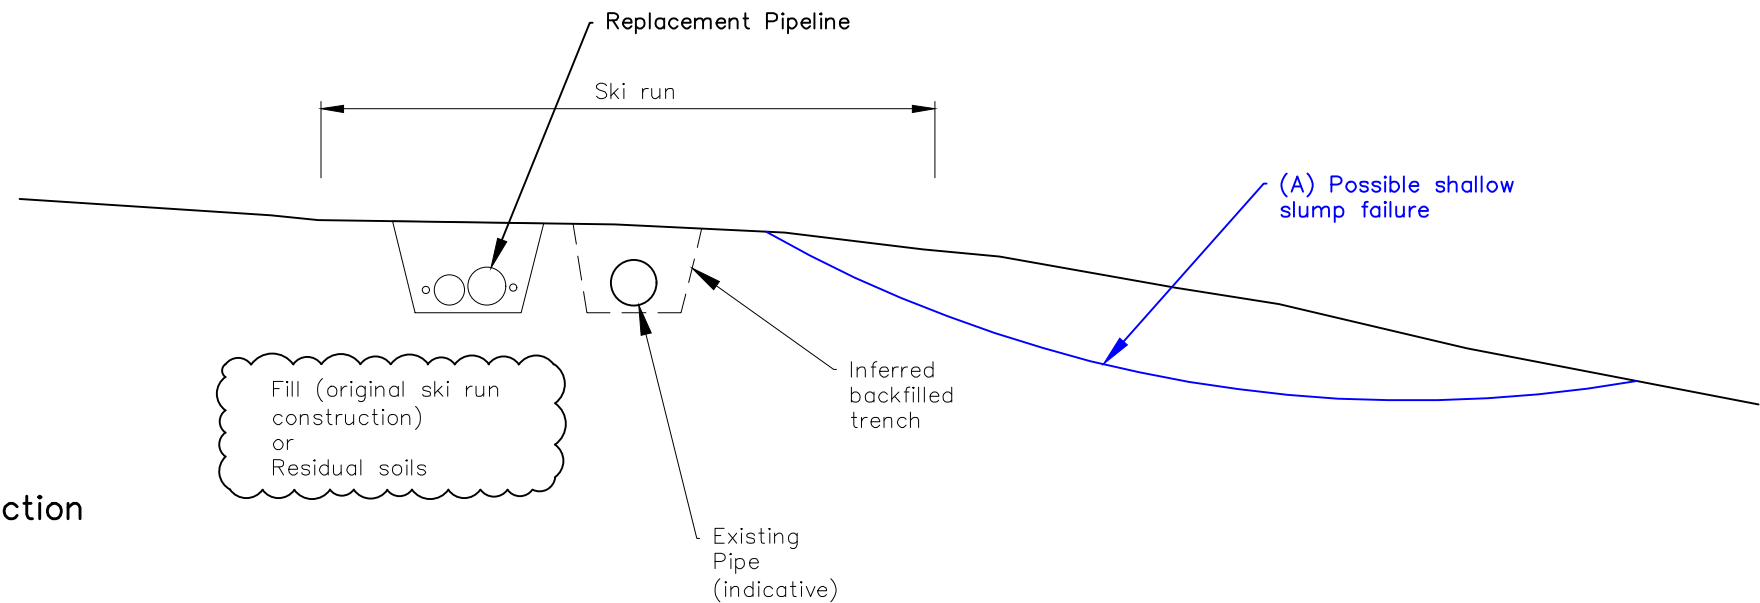 Replacement Pipeline
Ski run
(A) Possible shallow
slump failure
Inferred
backfilled
trench
Fill (original ski run
construction)
or
Residual soils
ction
Existing
Pipe
(indicative)